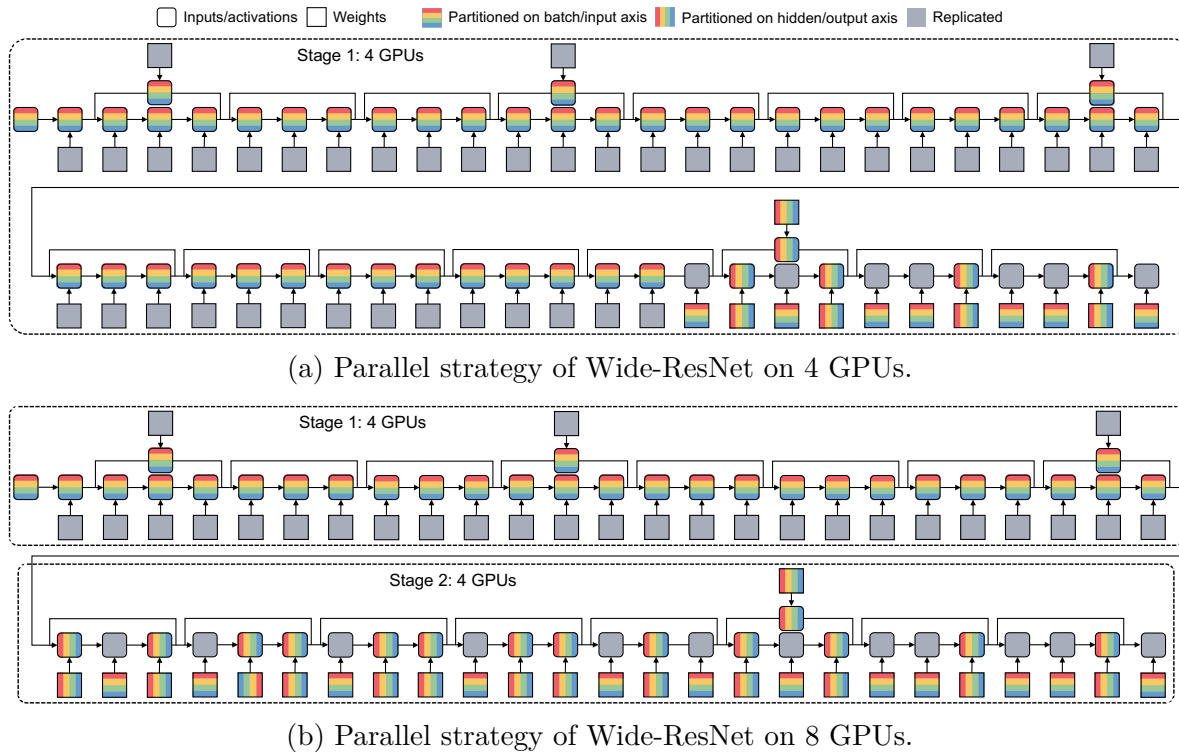 Inputs/activations Weights Partitioned on batch/input axis Partitioned on hidden/output axis Replicated
Stage 1: 4 GPUs
(a) Parallel strategy of Wide-ResNet on 4 GPUs.
Stage 1: 4 GPUs
Stage 2: 4 GPUs
(b) Parallel strategy of Wide-ResNet on 8 GPUs.